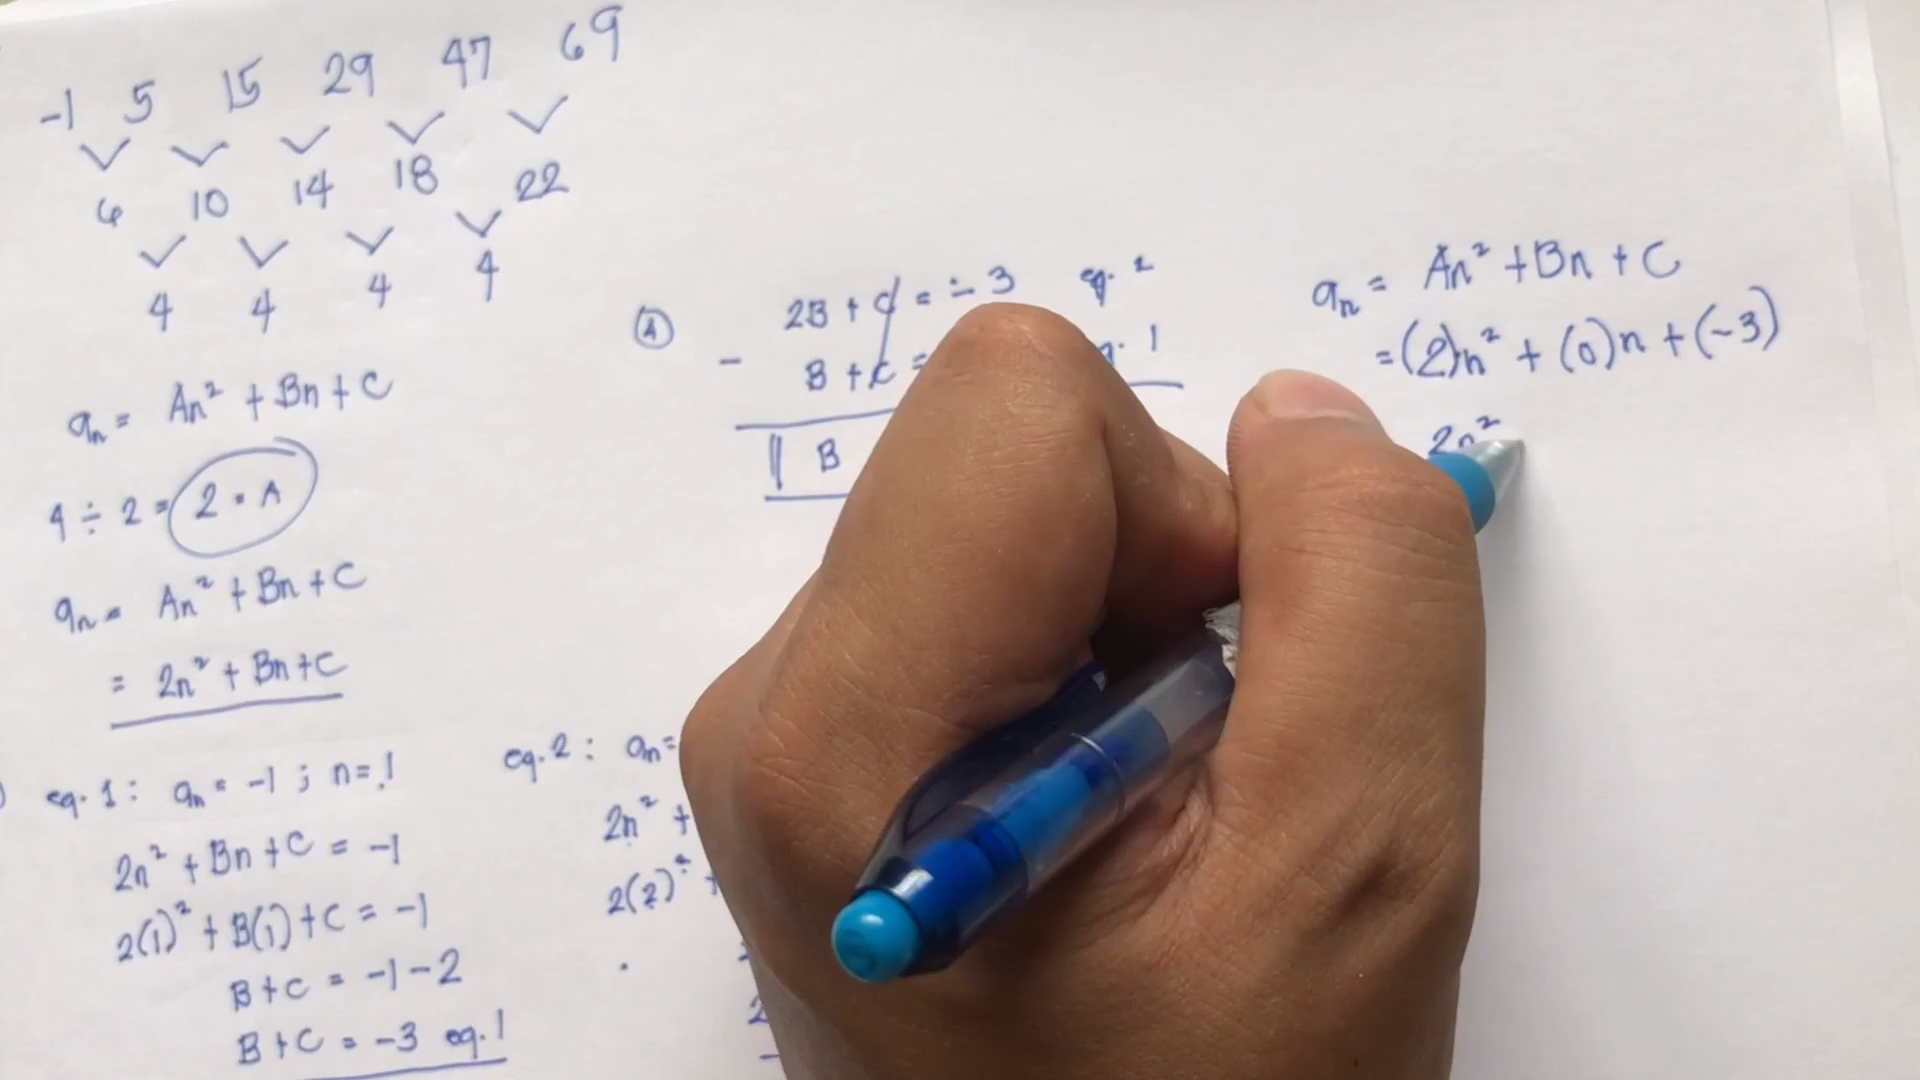 -1 5 15 29 47 69
6 10 14 18 22
4 4 4 4
an = An² + Bn + C
4 ÷ 2 = 2 = A
an = An² + Bn + C
= 2n² + Bn + C
eq. 1 : an = -1 ; n = 1
2n² + Bn + C = -1
2(1)² + B(1) + C = -1
B + C = -1 - 2
B + C = -3 eq. 1
eq. 2 : an =
2n² +
2(2)² +
④
2B + C = -3 eq. 2
- B + C = q. 1
B
an = An² + Bn + C
= (2)n² + (0)n + (-3)
2n²